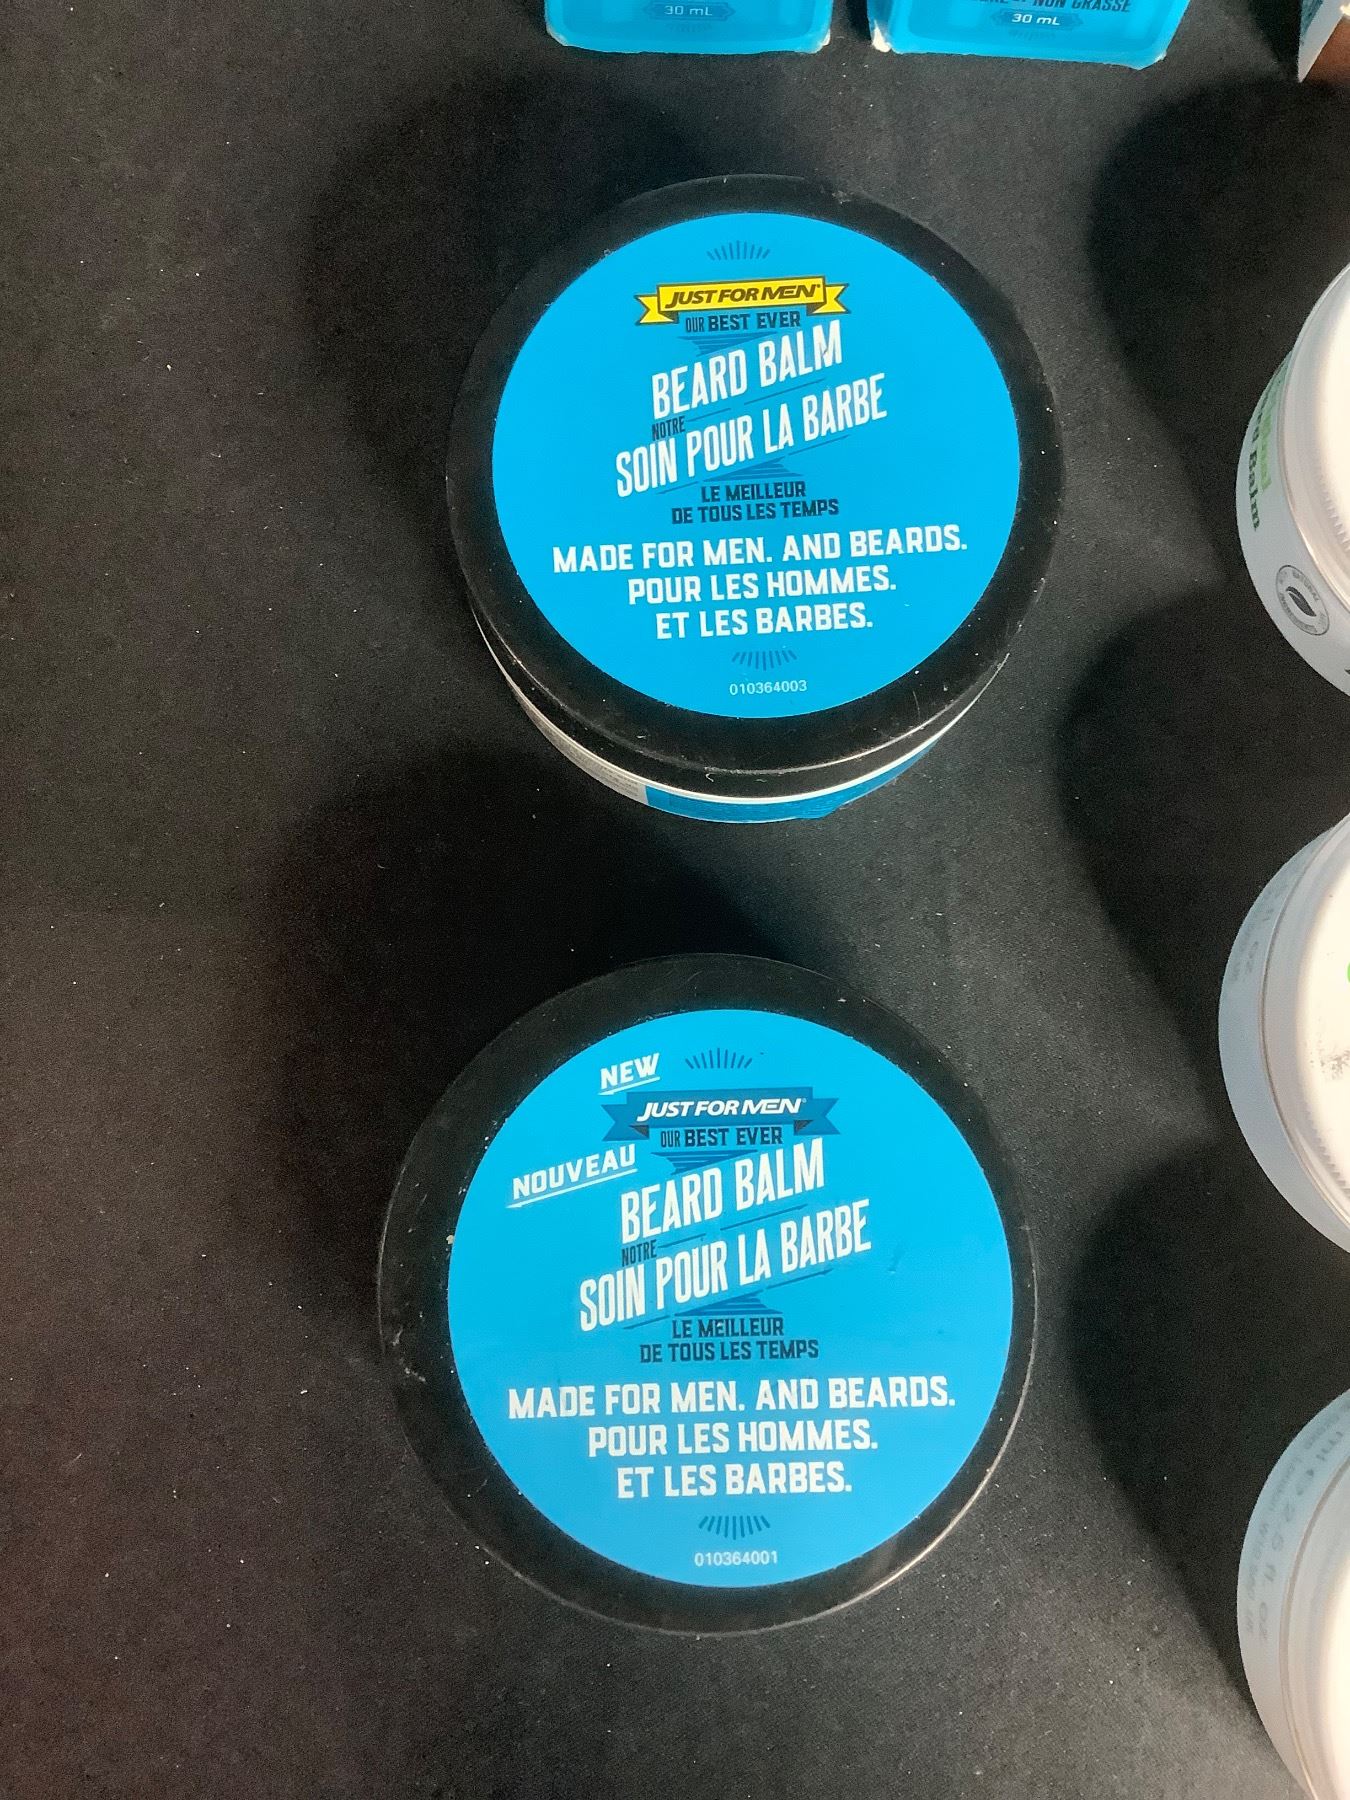 30 mL
NON GRASSE
30 mL
JUST FOR MEN®
OUR BEST EVER
BEARD BALM
NOTRE
SOIN POUR LA BARBE
LE MEILLEUR
DE TOUS LES TEMPS
MADE FOR MEN. AND BEARDS.
POUR LES HOMMES.
ET LES BARBES.
010364003
Balm
NEW
JUST FOR MEN®
OUR BEST EVER
NOUVEAU
BEARD BALM
NOTRE
SOIN POUR LA BARBE
LE MEILLEUR
DE TOUS LES TEMPS
MADE FOR MEN. AND BEARDS.
POUR LES HOMMES.
ET LES BARBES.
010364001